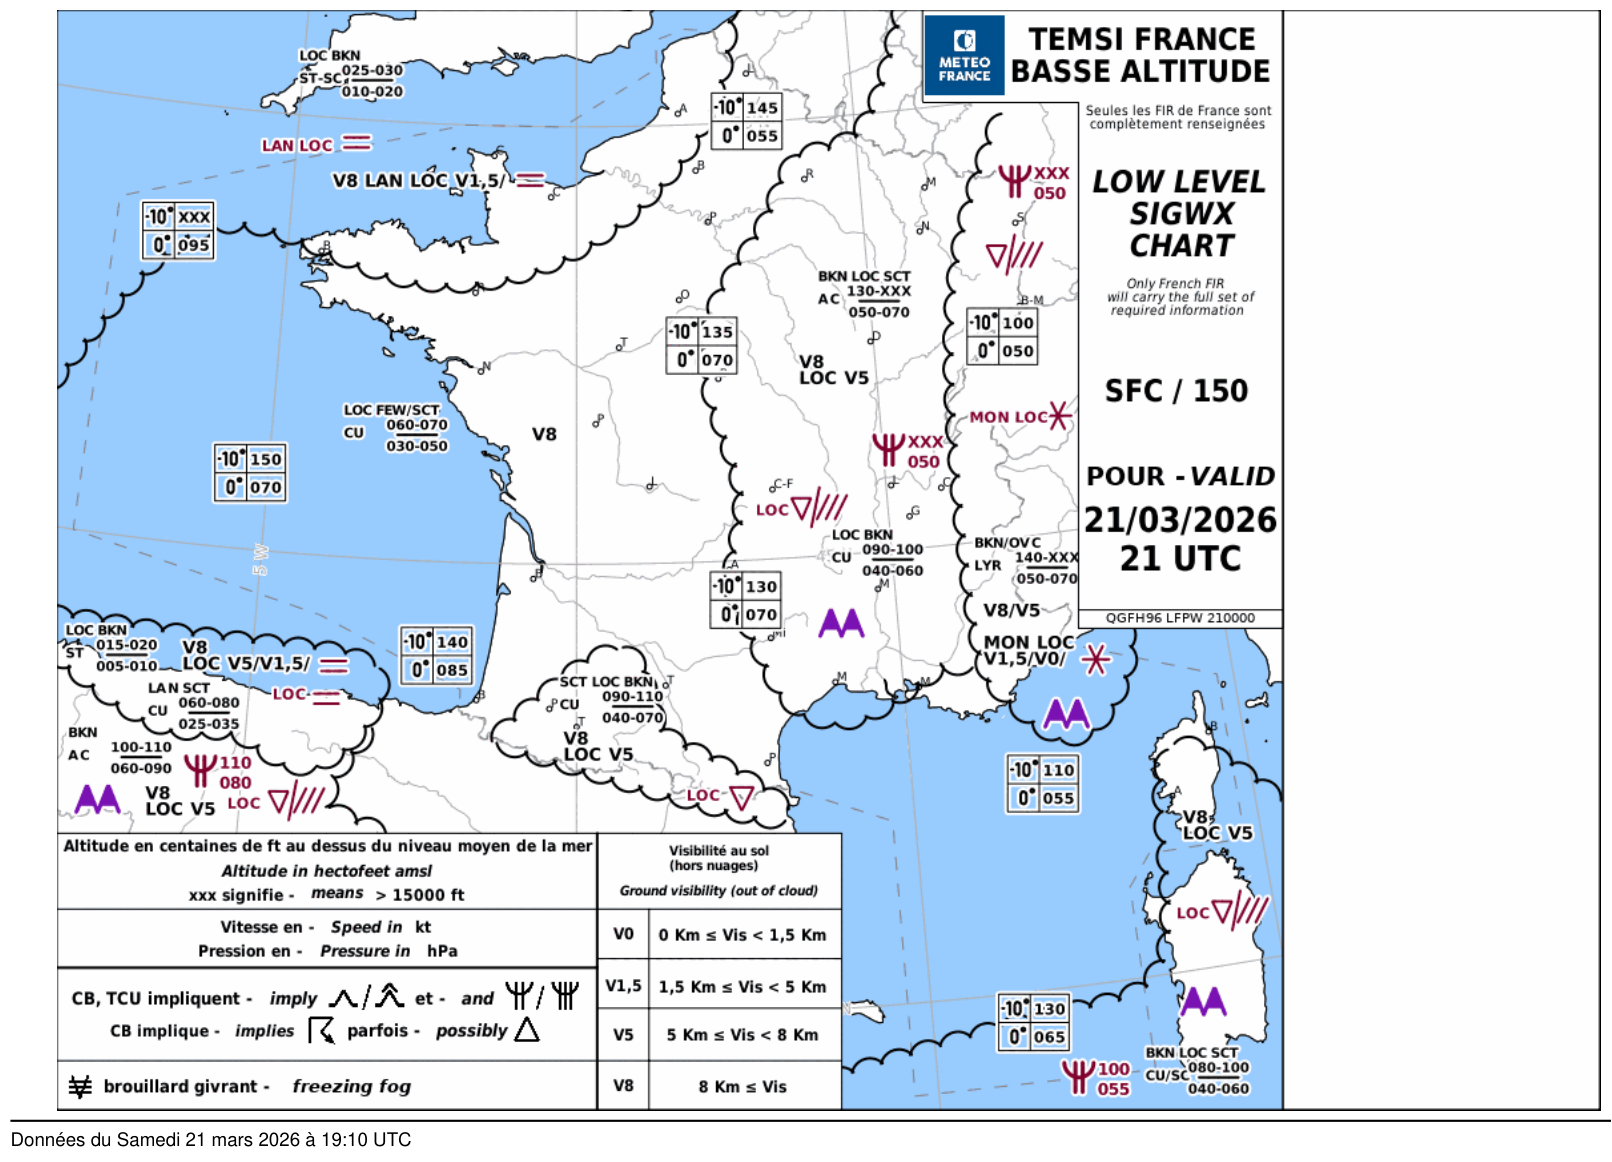 METEO
FRANCE
TEMSI FRANCE
BASSE ALTITUDE
Seules les FIR de France sont
complètement renseignées
LOW LEVEL
SIGWX
CHART
Only French FIR
will carry the full set of
required information
SFC / 150
POUR - VALID
21/03/2026
21 UTC
QGFH96 LFPW 210000
LOC BKN
ST-SC 025-030
010-020
LAN LOC
V8 LAN LOC V1,5/
-10° 145
0° 055
-10° XXX
0° 095
XXX
050
BKN LOC SCT
AC 130-XXX
050-070
-10° 135
0° 070
-10° 100
0° 050
V8
LOC V5
MON LOC
LOC FEW/SCT
CU 060-070
030-050
V8
-10° 150
0° 070
XXX
050
LOC
LOC BKN
CU 090-100
040-060
BKN/OVC
LYR 140-XXX
050-070
-10° 130
0° 070
V8/V5
MON LOC
V1,5/V0/
LOC BKN
ST 015-020
005-010
V8
LOC V5/V1,5/
-10° 140
0° 085
LAN SCT
CU 060-080
025-035
LOC
SCT LOC BKN
CU 090-110
040-070
V8
LOC V5
BKN
AC 100-110
060-090
110
080
V8
LOC V5
LOC
LOC
-10° 110
0° 055
V8
LOC V5
LOC
-10° 130
0° 065
100
055
BKN LOC SCT
CU/SC 080-100
040-060
5 W
A
B
C
C
P
R
M
N
S
B-M
O
T
D
N
P
L
C-F
L
C
G
A
M
Mi
M
M
B
B
B
R
P
T
T
P
B
A
L
Altitude en centaines de ft au dessus du niveau moyen de la mer
Altitude in hectofeet amsl
xxx signifie - means > 15000 ft
Vitesse en - Speed in kt
Pression en - Pressure in hPa
CB, TCU impliquent - imply / et - and /
CB implique - implies parfois - possibly
brouillard givrant - freezing fog
Visibilité au sol
(hors nuages)
Ground visibility (out of cloud)
V0 0 Km ≤ Vis < 1,5 Km
V1,5 1,5 Km ≤ Vis < 5 Km
V5 5 Km ≤ Vis < 8 Km
V8 8 Km ≤ Vis
Données du Samedi 21 mars 2026 à 19:10 UTC